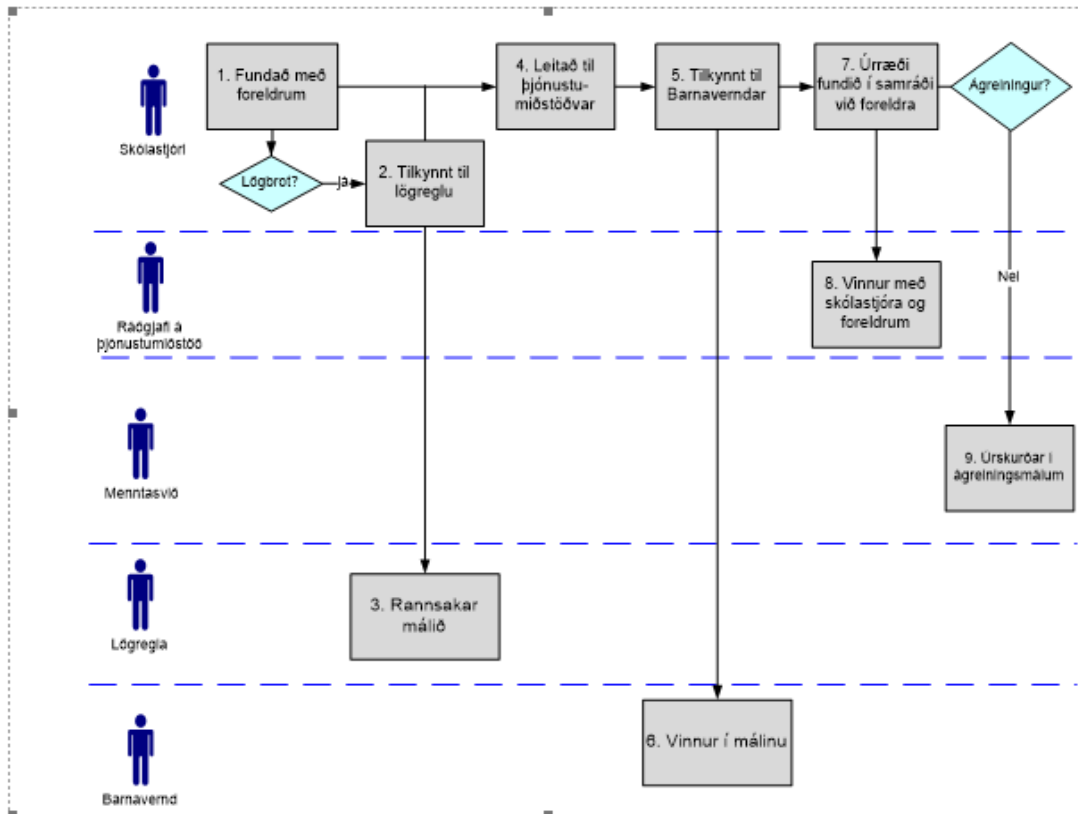 1. Fundað með
foreldrum
4. Leitað til
þjónustu-
miðstöðvar
5. Tilkynnt til
Barnaverndar
7. Úrræði
fundið í samráði
við foreldra
Ágreiningur?
Skólastjóri
Lögbrot?
já
2. Tilkynnt til
lögreglu
Ráðgjafi á
þjónustumiðstöð
8. Vinnur með
skólastjóra og
foreldrum
Nei
Menntasvið
9. Úrskurðar í
ágreiningsmálum
Lögregla
3. Rannsakar
málið
Barnavernd
6. Vinnur í málinu